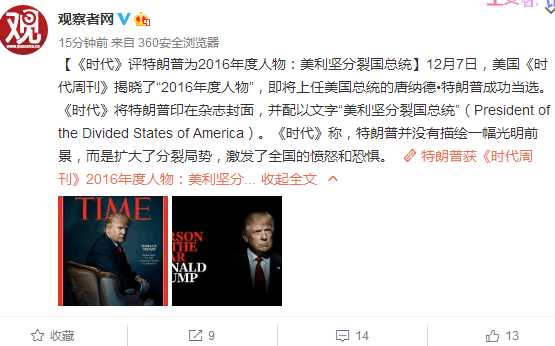 观察者网
15分钟前 来自 360安全浏览器
【《时代》评特朗普为2016年度人物：美利坚分裂国总统】12月7日，美国《时
代周刊》揭晓了“2016年度人物”，即将上任美国总统的唐纳德•特朗普成功当选。
《时代》将特朗普印在杂志封面，并配以文字“美利坚分裂国总统”（President of
the Divided States of America）。《时代》称，特朗普并没有描绘一幅光明前
景，而是扩大了分裂局势，激发了全国的愤怒和恐惧。 特朗普获《时代周
刊》2016年度人物：美利坚分... 收起全文
观
TIME
DONALD
TRUMP
RSON
THE
AR
NALD
UMP
收藏
9
14
13